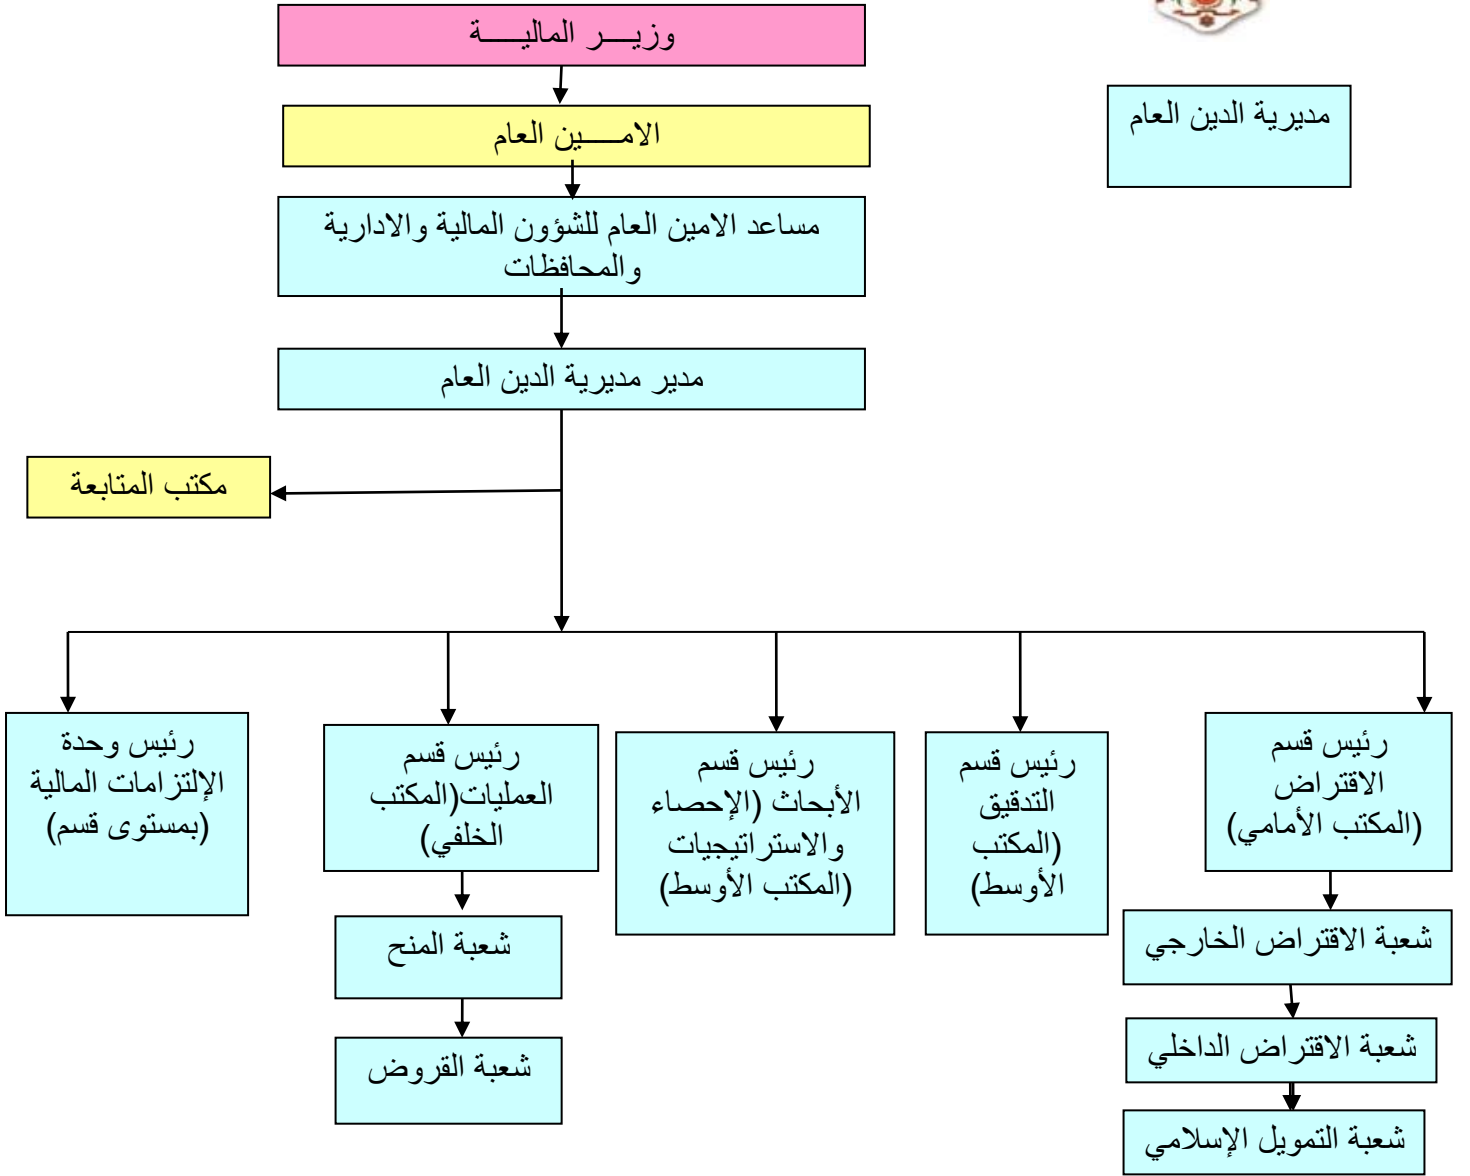 وزيـــر الماليـــــة
مديرية الدين العام
الامـــــين العام
مساعد الامين العام للشؤون المالية والادارية
والمحافظات
مدير مديرية الدين العام
مكتب المتابعة
رئيس قسم
الاقتراض
(المكتب الأمامي)
شعبة الاقتراض الخارجي
شعبة الاقتراض الداخلي
شعبة التمويل الإسلامي
رئيس قسم
التدقيق
(المكتب
الأوسط)
رئيس قسم
الأبحاث (الإحصاء
والاستراتيجيات
(المكتب الأوسط)
رئيس قسم
العمليات(المكتب
الخلفي)
شعبة المنح
شعبة القروض
رئيس وحدة
الإلتزامات المالية
(بمستوى قسم)